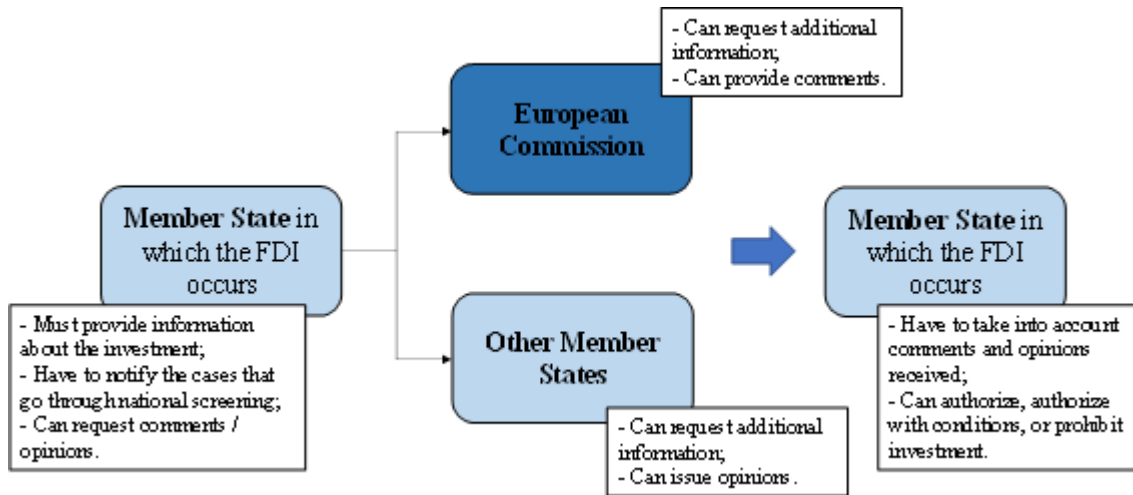 - Can request additional
information;
- Can provide comments.
European
Commission
Member State in
which the FDI
occurs
- Must provide information
about the investment;
- Have to notify the cases that
go through national screening;
- Can request comments /
opinions.
Other Member
States
- Can request additional
information;
- Can issue opinions.
Member State in
which the FDI
occurs
- Have to take into account
comments and opinions
received;
- Can authorize, authorize
with conditions, or prohibit
investment.